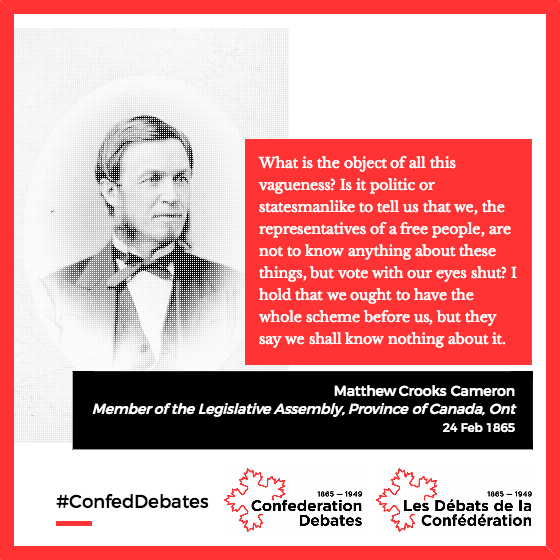 What is the object of all this
vagueness? Is it politic or
statesmanlike to tell us that we, the
representatives of a free people, are
not to know anything about these
things, but vote with our eyes shut? I
hold that we ought to have the
whole scheme before us, but they
say we shall know nothing about it.
Matthew Crooks Cameron
Member of the Legislative Assembly, Province of Canada, Ont
24 Feb 1865
#ConfedDebates
1865 — 1949
Confederation
Debates
1865 — 1949
Les Débats de la
Confédération